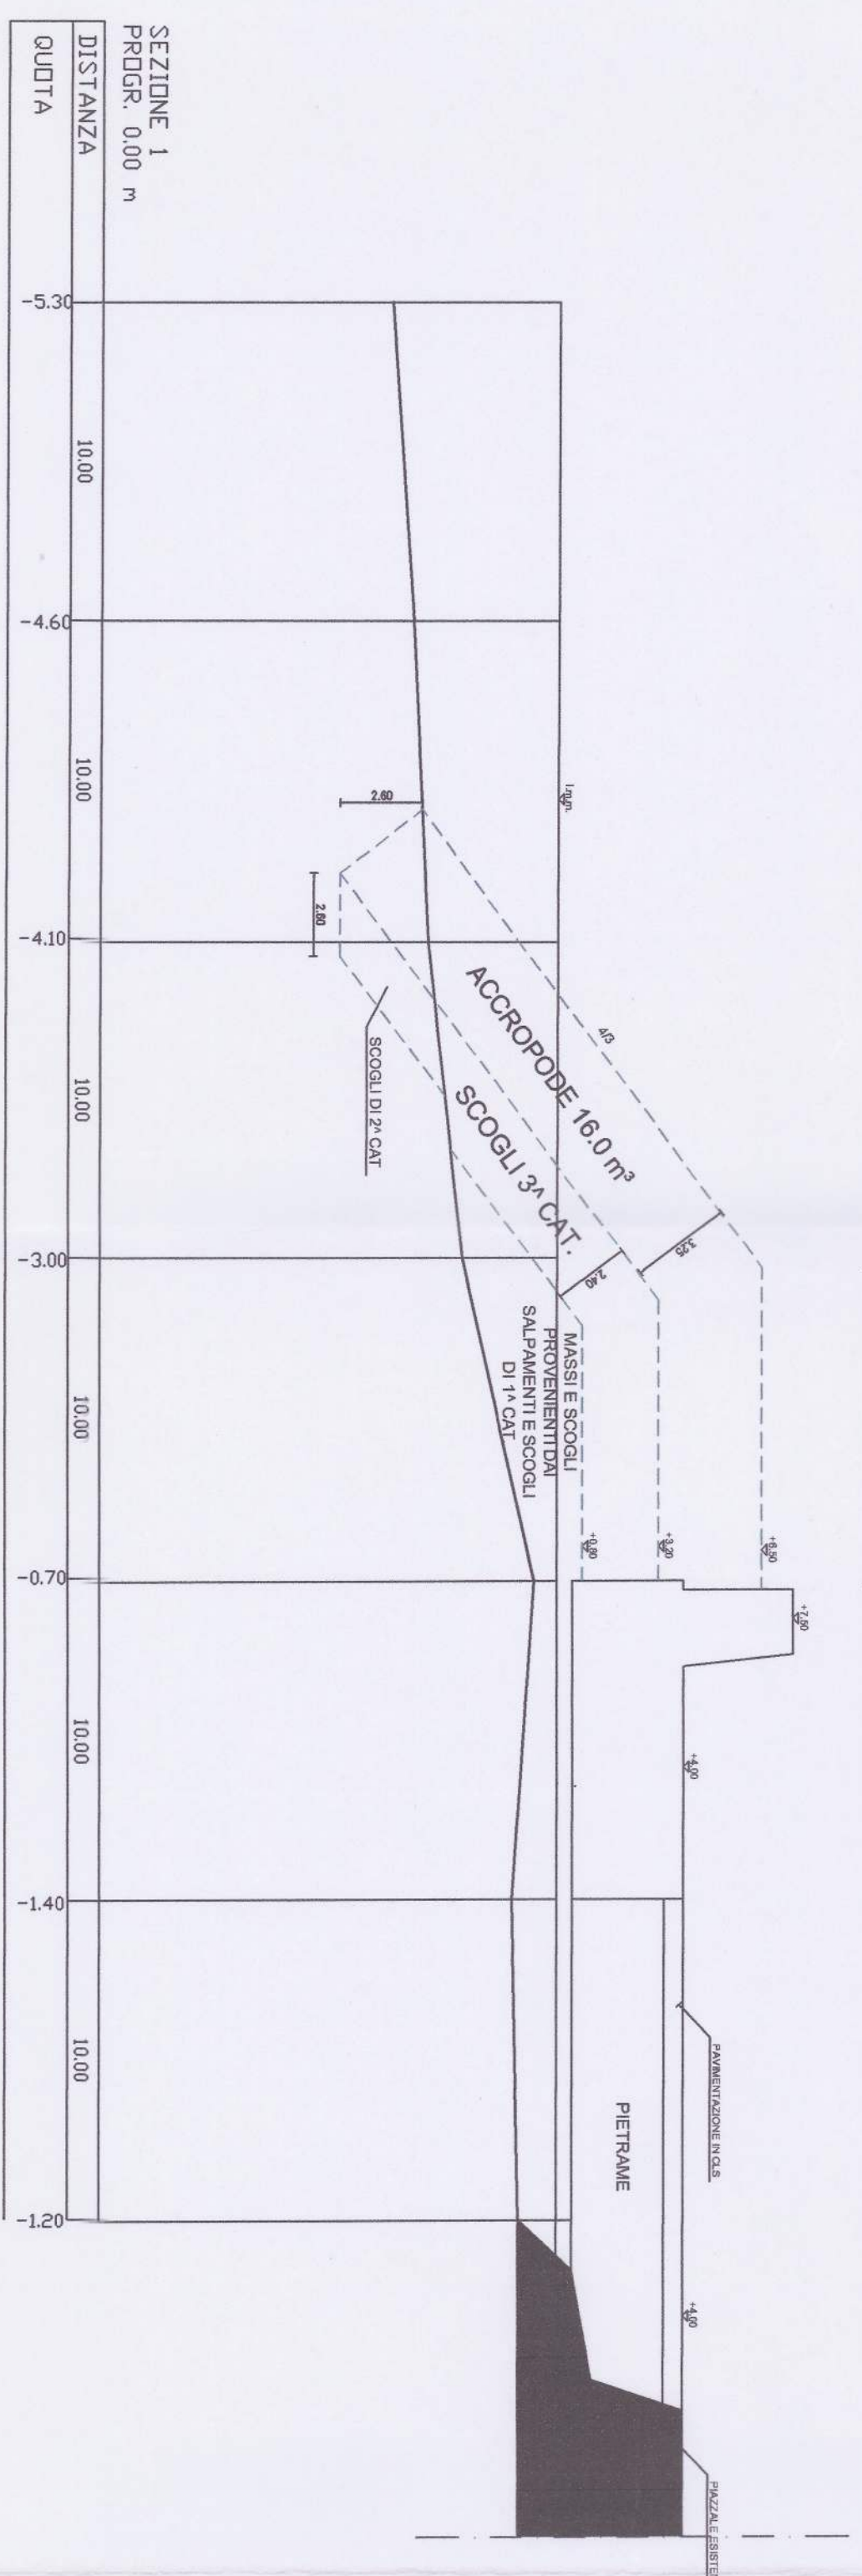 SEZIONE 1
PROGR. 0.00 m
DISTANZA
10.00
10.00
10.00
10.00
10.00
10.00
QUOTA
-5.30
-4.60
-4.10
-3.00
-0.70
-1.40
-1.20
l.m.m.
2.60
2.60
4/3
ACCROPODE 16.0 m³
SCOGLI 3^ CAT.
SCOGLI DI 2^ CAT
3.25
2.40
MASSI E SCOGLI
PROVENIENTI DAI
SALPAMENTI E SCOGLI
DI 1^ CAT
+0.80
+3.20
+6.50
+7.50
+4.00
PAVIMENTAZIONE IN CLS
PIETRAME
+4.00
PIAZZALE